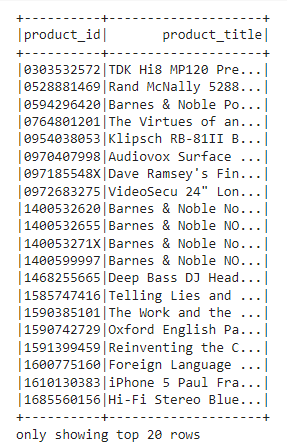 +----------+--------------------+
|product_id|       product_title|
+----------+--------------------+
|0303532572|TDK Hi8 MP120 Pre...|
|0528881469|Rand McNally 5288...|
|0594296420|Barnes & Noble Po...|
|0764801201|The Virtues of an...|
|0954038053|Klipsch RB-81II B...|
|0970407998|Audiovox Surface ...|
|097185548X|Dave Ramsey's Fin...|
|0972683275|VideoSecu 24" Lon...|
|1400532620|Barnes & Noble No...|
|1400532655|Barnes & Noble NO...|
|140053271X|Barnes & Noble NO...|
|1400599997|Barnes & Noble NO...|
|1468255665|Deep Bass DJ Head...|
|1585747416|Telling Lies and ...|
|1590385101|The Work and the ...|
|1590742729|Oxford English Pa...|
|1591399459|Reinventing the C...|
|1600775160|Foreign Language ...|
|1610130383|iPhone 5 Paul Fra...|
|1685560156|Hi-Fi Stereo Blue...|
+----------+--------------------+
only showing top 20 rows